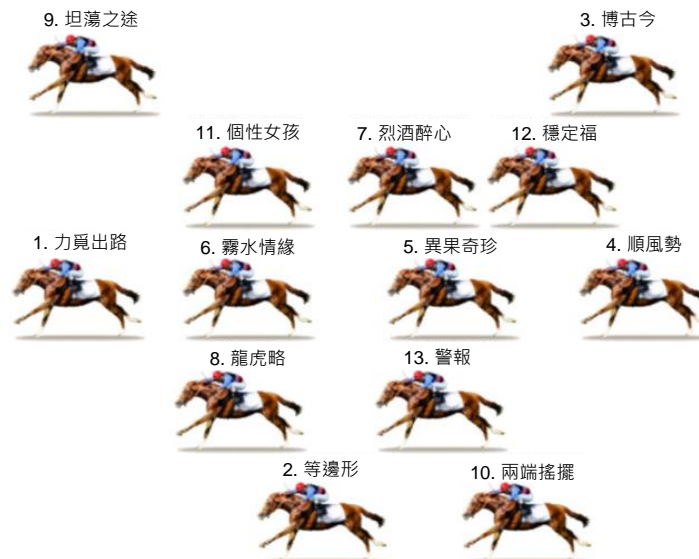 9. 坦蕩之途
3. 博古今
11. 個性女孩
7. 烈酒醉心
12. 穩定福
1. 力覓出路
6. 霧水情緣
5. 異果奇珍
4. 順風勢
8. 龍虎略
13. 警報
2. 等邊形
10. 兩端搖擺